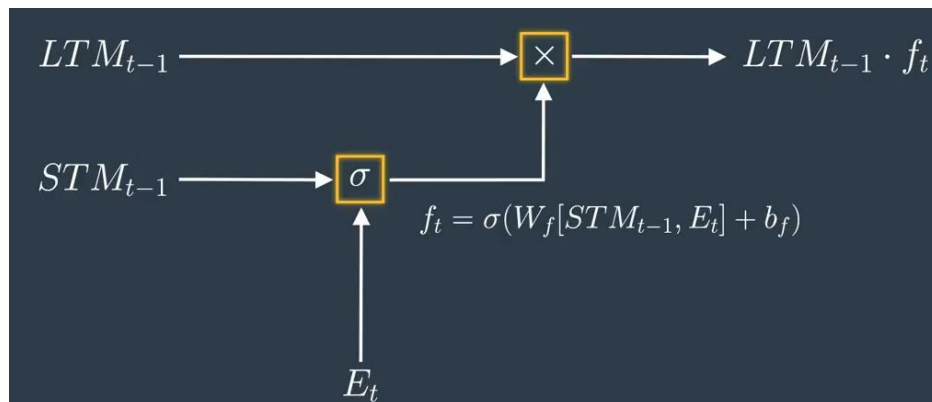 LTM_{t-1} × LTM_{t-1} · f_t
STM_{t-1} σ
f_t = σ(W_f[STM_{t-1}, E_t] + b_f)
E_t